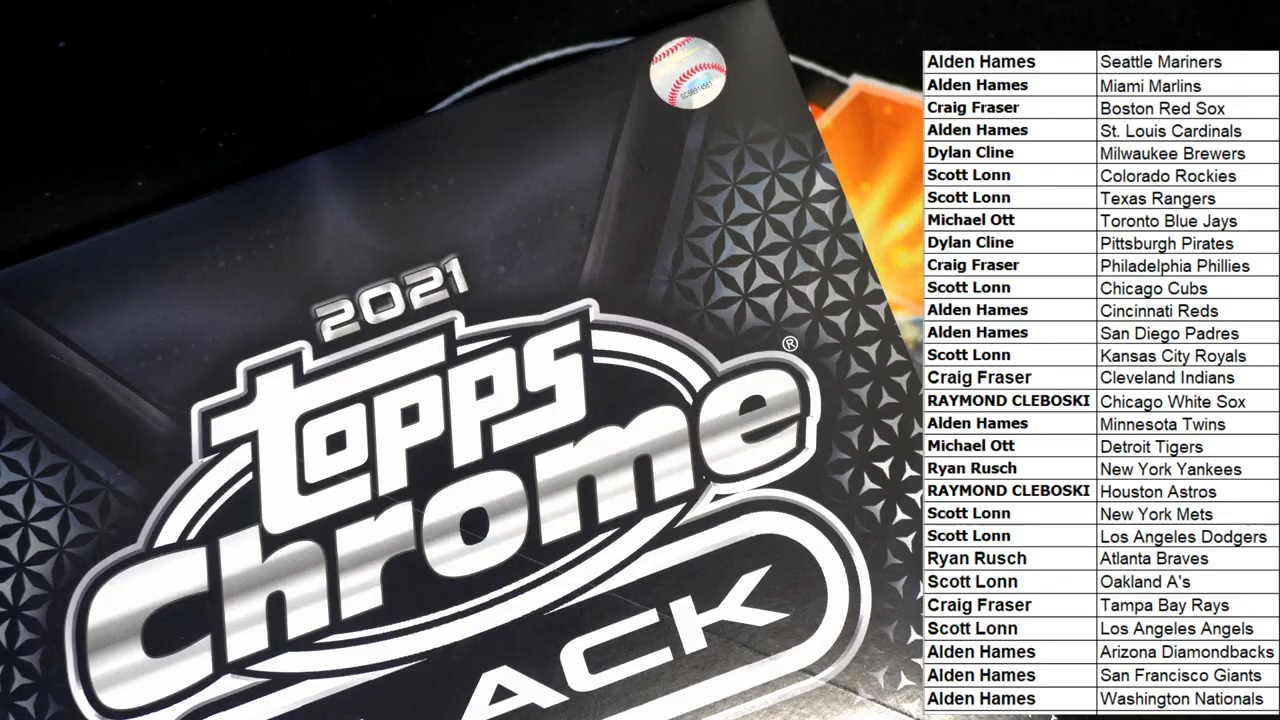 2021
topps
chrome
®
ACK
Alden Hames Seattle Mariners
Alden Hames Miami Marlins
Craig Fraser Boston Red Sox
Alden Hames St. Louis Cardinals
Dylan Cline Milwaukee Brewers
Scott Lonn Colorado Rockies
Scott Lonn Texas Rangers
Michael Ott Toronto Blue Jays
Dylan Cline Pittsburgh Pirates
Craig Fraser Philadelphia Phillies
Scott Lonn Chicago Cubs
Alden Hames Cincinnati Reds
Alden Hames San Diego Padres
Scott Lonn Kansas City Royals
Craig Fraser Cleveland Indians
RAYMOND CLEBOSKI Chicago White Sox
Alden Hames Minnesota Twins
Michael Ott Detroit Tigers
Ryan Rusch New York Yankees
RAYMOND CLEBOSKI Houston Astros
Scott Lonn New York Mets
Scott Lonn Los Angeles Dodgers
Ryan Rusch Atlanta Braves
Scott Lonn Oakland A's
Craig Fraser Tampa Bay Rays
Scott Lonn Los Angeles Angels
Alden Hames Arizona Diamondbacks
Alden Hames San Francisco Giants
Alden Hames Washington Nationals